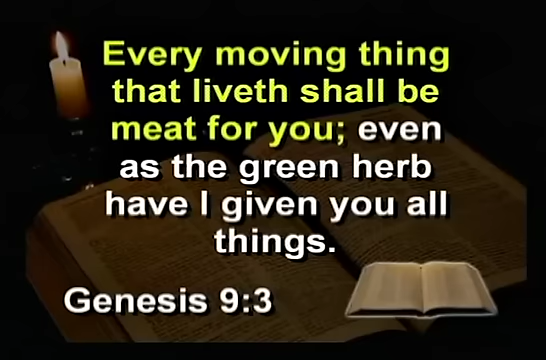 Every moving thing
that liveth shall be
meat for you; even
as the green herb
have I given you all
things.
Genesis 9:3